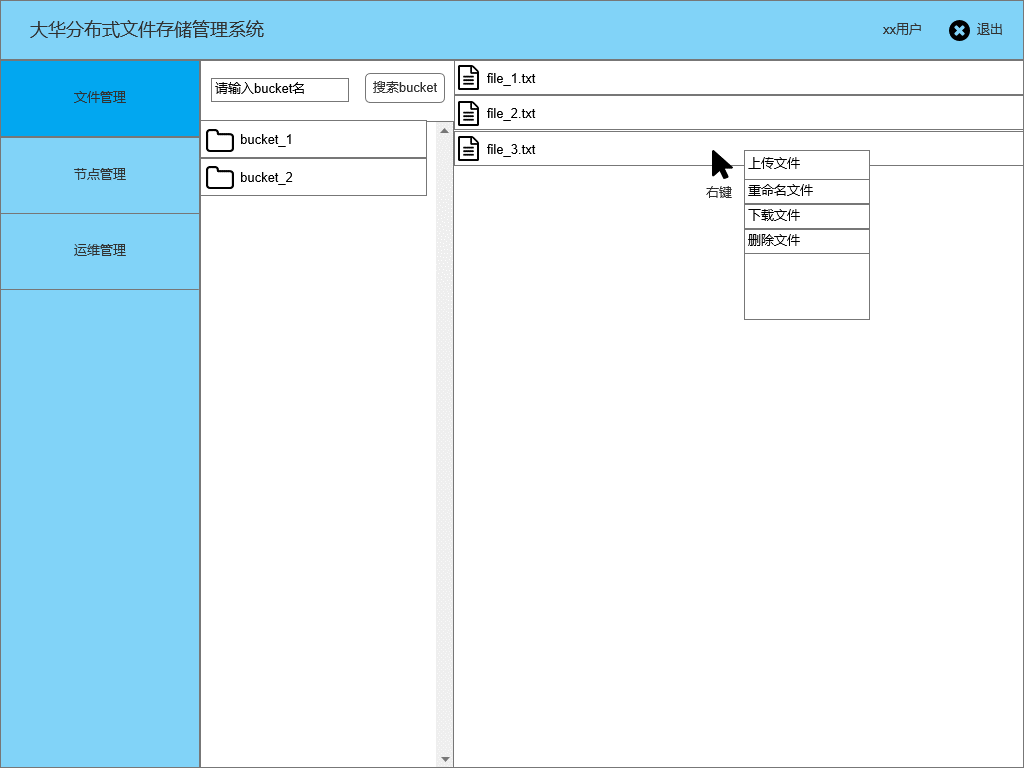 大华分布式文件存储管理系统
xx用户
退出
文件管理
节点管理
运维管理
请输入bucket名
搜索bucket
bucket_1
bucket_2
file_1.txt
file_2.txt
file_3.txt
右键
上传文件
重命名文件
下载文件
删除文件